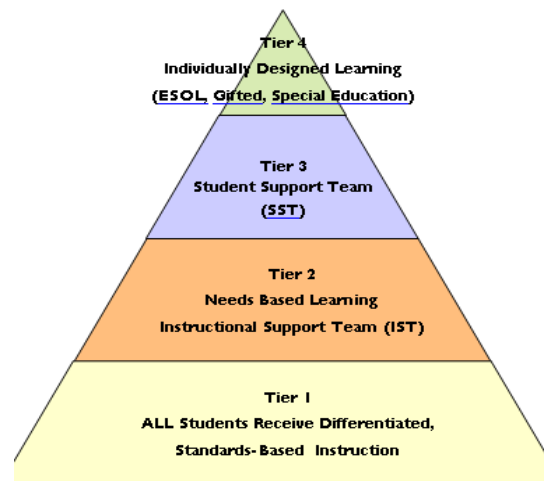 Tier 4
Individually Designed Learning
(ESOL, Gifted, Special Education)
Tier 3
Student Support Team
(SST)
Tier 2
Needs Based Learning
Instructional Support Team (IST)
Tier 1
ALL Students Receive Differentiated,
Standards-Based Instruction